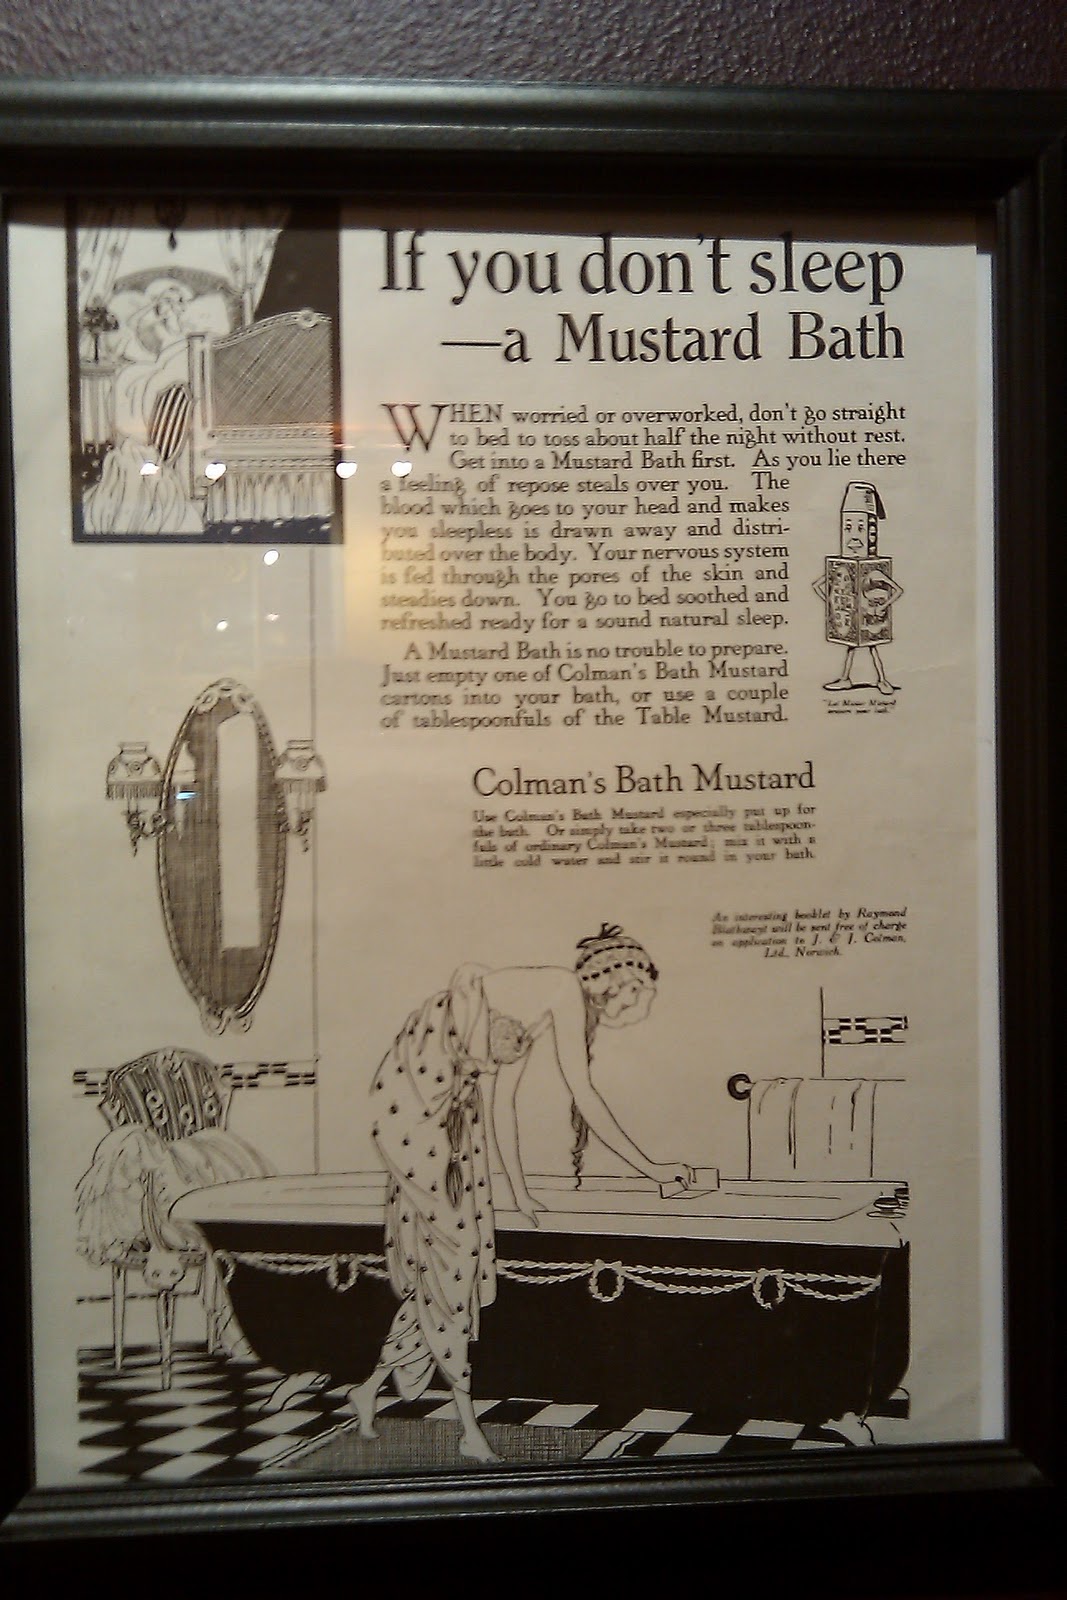 If you don't sleep
—a Mustard Bath
WHEN worried or overworked, don't go straight
to bed to toss about half the night without rest.
Get into a Mustard Bath first. As you lie there
a feeling of repose steals over you. The
blood which goes to your head and makes
you sleepless is drawn away and distri-
buted over the body. Your nervous system
is fed through the pores of the skin and
steadies down. You go to bed soothed and
refreshed ready for a sound natural sleep.
"Let Master Mustard
your bath."
A Mustard Bath is no trouble to prepare.
Just empty one of Colman's Bath Mustard
cartons into your bath, or use a couple
of tablespoonfuls of the Table Mustard.
Colman's Bath Mustard
Use Colman's Bath Mustard especially put up for
the bath. Or simply take two or three tablespoon-
fuls of ordinary Colman's Mustard; mix it with a
little cold water and stir it round in your bath.
An interesting booklet by Raymond
Blathwayt will be sent free of charge
on application to J. & J. Colman,
Ltd., Norwich.